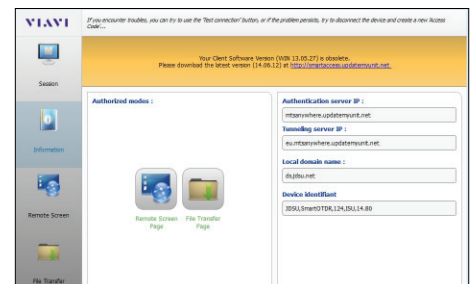 VIAVI
If you encounter troubles, you can try to use the 'Test connection' button, or if the problem persists, try to disconnect the device and create a new Access
Code...
Your Client Software Version (WIN 13.05.27) is obsolete.
Please download the latest version (14.06.12) at http://smartaccess.updatemyunit.net.
Session
Information
Remote Screen
File Transfer
Authorized modes :
Remote Screen
Page
File Transfer
Page
Authentication server IP :
mtsanywhere.updatemyunit.net
Tunneling server IP :
eu.mtsanywhere.updatemyunit.net
Local domain name :
ds.jdsu.net
Device identifiant
JDSU,SmartOTDR,124,ISU,14.80